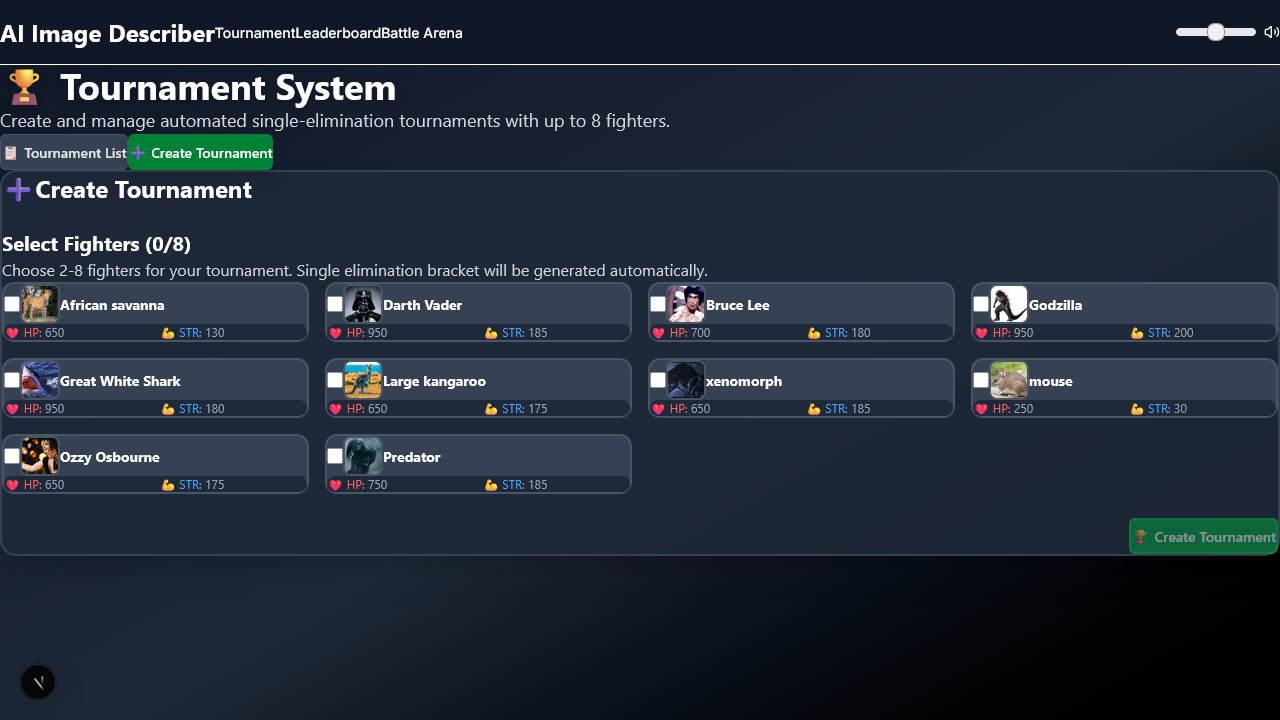 AI Image Describer Tournament Leaderboard Battle Arena
🏆 Tournament System
Create and manage automated single-elimination tournaments with up to 8 fighters.
📋 Tournament List ➕ Create Tournament
➕ Create Tournament
Select Fighters (0/8)
Choose 2-8 fighters for your tournament. Single elimination bracket will be generated automatically.
African savanna
HP: 650 💪 STR: 130
Darth Vader
HP: 950 💪 STR: 185
Bruce Lee
HP: 700 💪 STR: 180
Godzilla
HP: 950 💪 STR: 200
Great White Shark
HP: 950 💪 STR: 180
Large kangaroo
HP: 650 💪 STR: 175
xenomorph
HP: 650 💪 STR: 185
mouse
HP: 250 💪 STR: 30
Ozzy Osbourne
HP: 650 💪 STR: 175
Predator
HP: 750 💪 STR: 185
🏆 Create Tournament